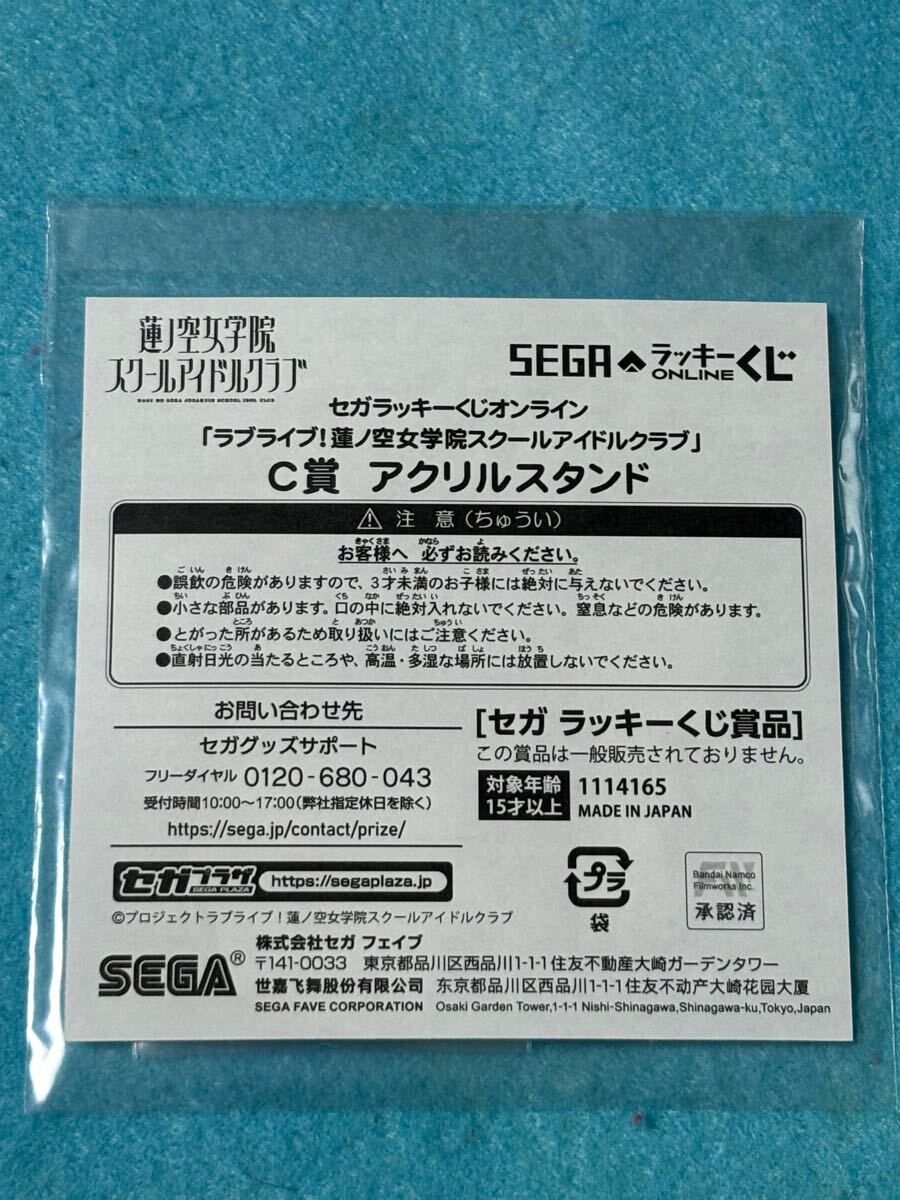 蓮ノ空女学院
スクールアイドルクラブ
HASU NO SORA JOGAKUIN SCHOOL IDOL CLUB
SEGA ラッキーくじ ONLINE
セガラッキーくじオンライン
「ラブライブ!蓮ノ空女学院スクールアイドルクラブ」
C賞 アクリルスタンド
⚠ 注 意(ちゅうい)
お客様へ 必ずお読みください。
●誤飲の危険がありますので、3才未満のお子様には絶対に与えないでください。
●小さな部品があります。口の中に絶対入れないでください。窒息などの危険があります。
●とがった所があるため取り扱いにはご注意ください。
●直射日光の当たるところや、高温・多湿な場所には放置しないでください。
お問い合わせ先
セガグッズサポート
フリーダイヤル 0120-680-043
受付時間10:00~17:00(弊社指定休日を除く)
https://sega.jp/contact/prize/
[セガ ラッキーくじ賞品]
この賞品は一般販売されておりません。
対象年齢
15才以上
1114165
MADE IN JAPAN
セガプラザ
SEGA PLAZA
https://segaplaza.jp
プラ
袋
Bandai Namco
Filmworks Inc.
承認済
©プロジェクトラブライブ!蓮ノ空女学院スクールアイドルクラブ
SEGA®
株式会社セガ フェイブ
〒141-0033 東京都品川区西品川1-1-1住友不動産大崎ガーデンタワー
世嘉飞舞股份有限公司 东京都品川区西品川1-1-1住友不动产大崎花园大厦
SEGA FAVE CORPORATION Osaki Garden Tower,1-1-1 Nishi-Shinagawa,Shinagawa-ku,Tokyo,Japan